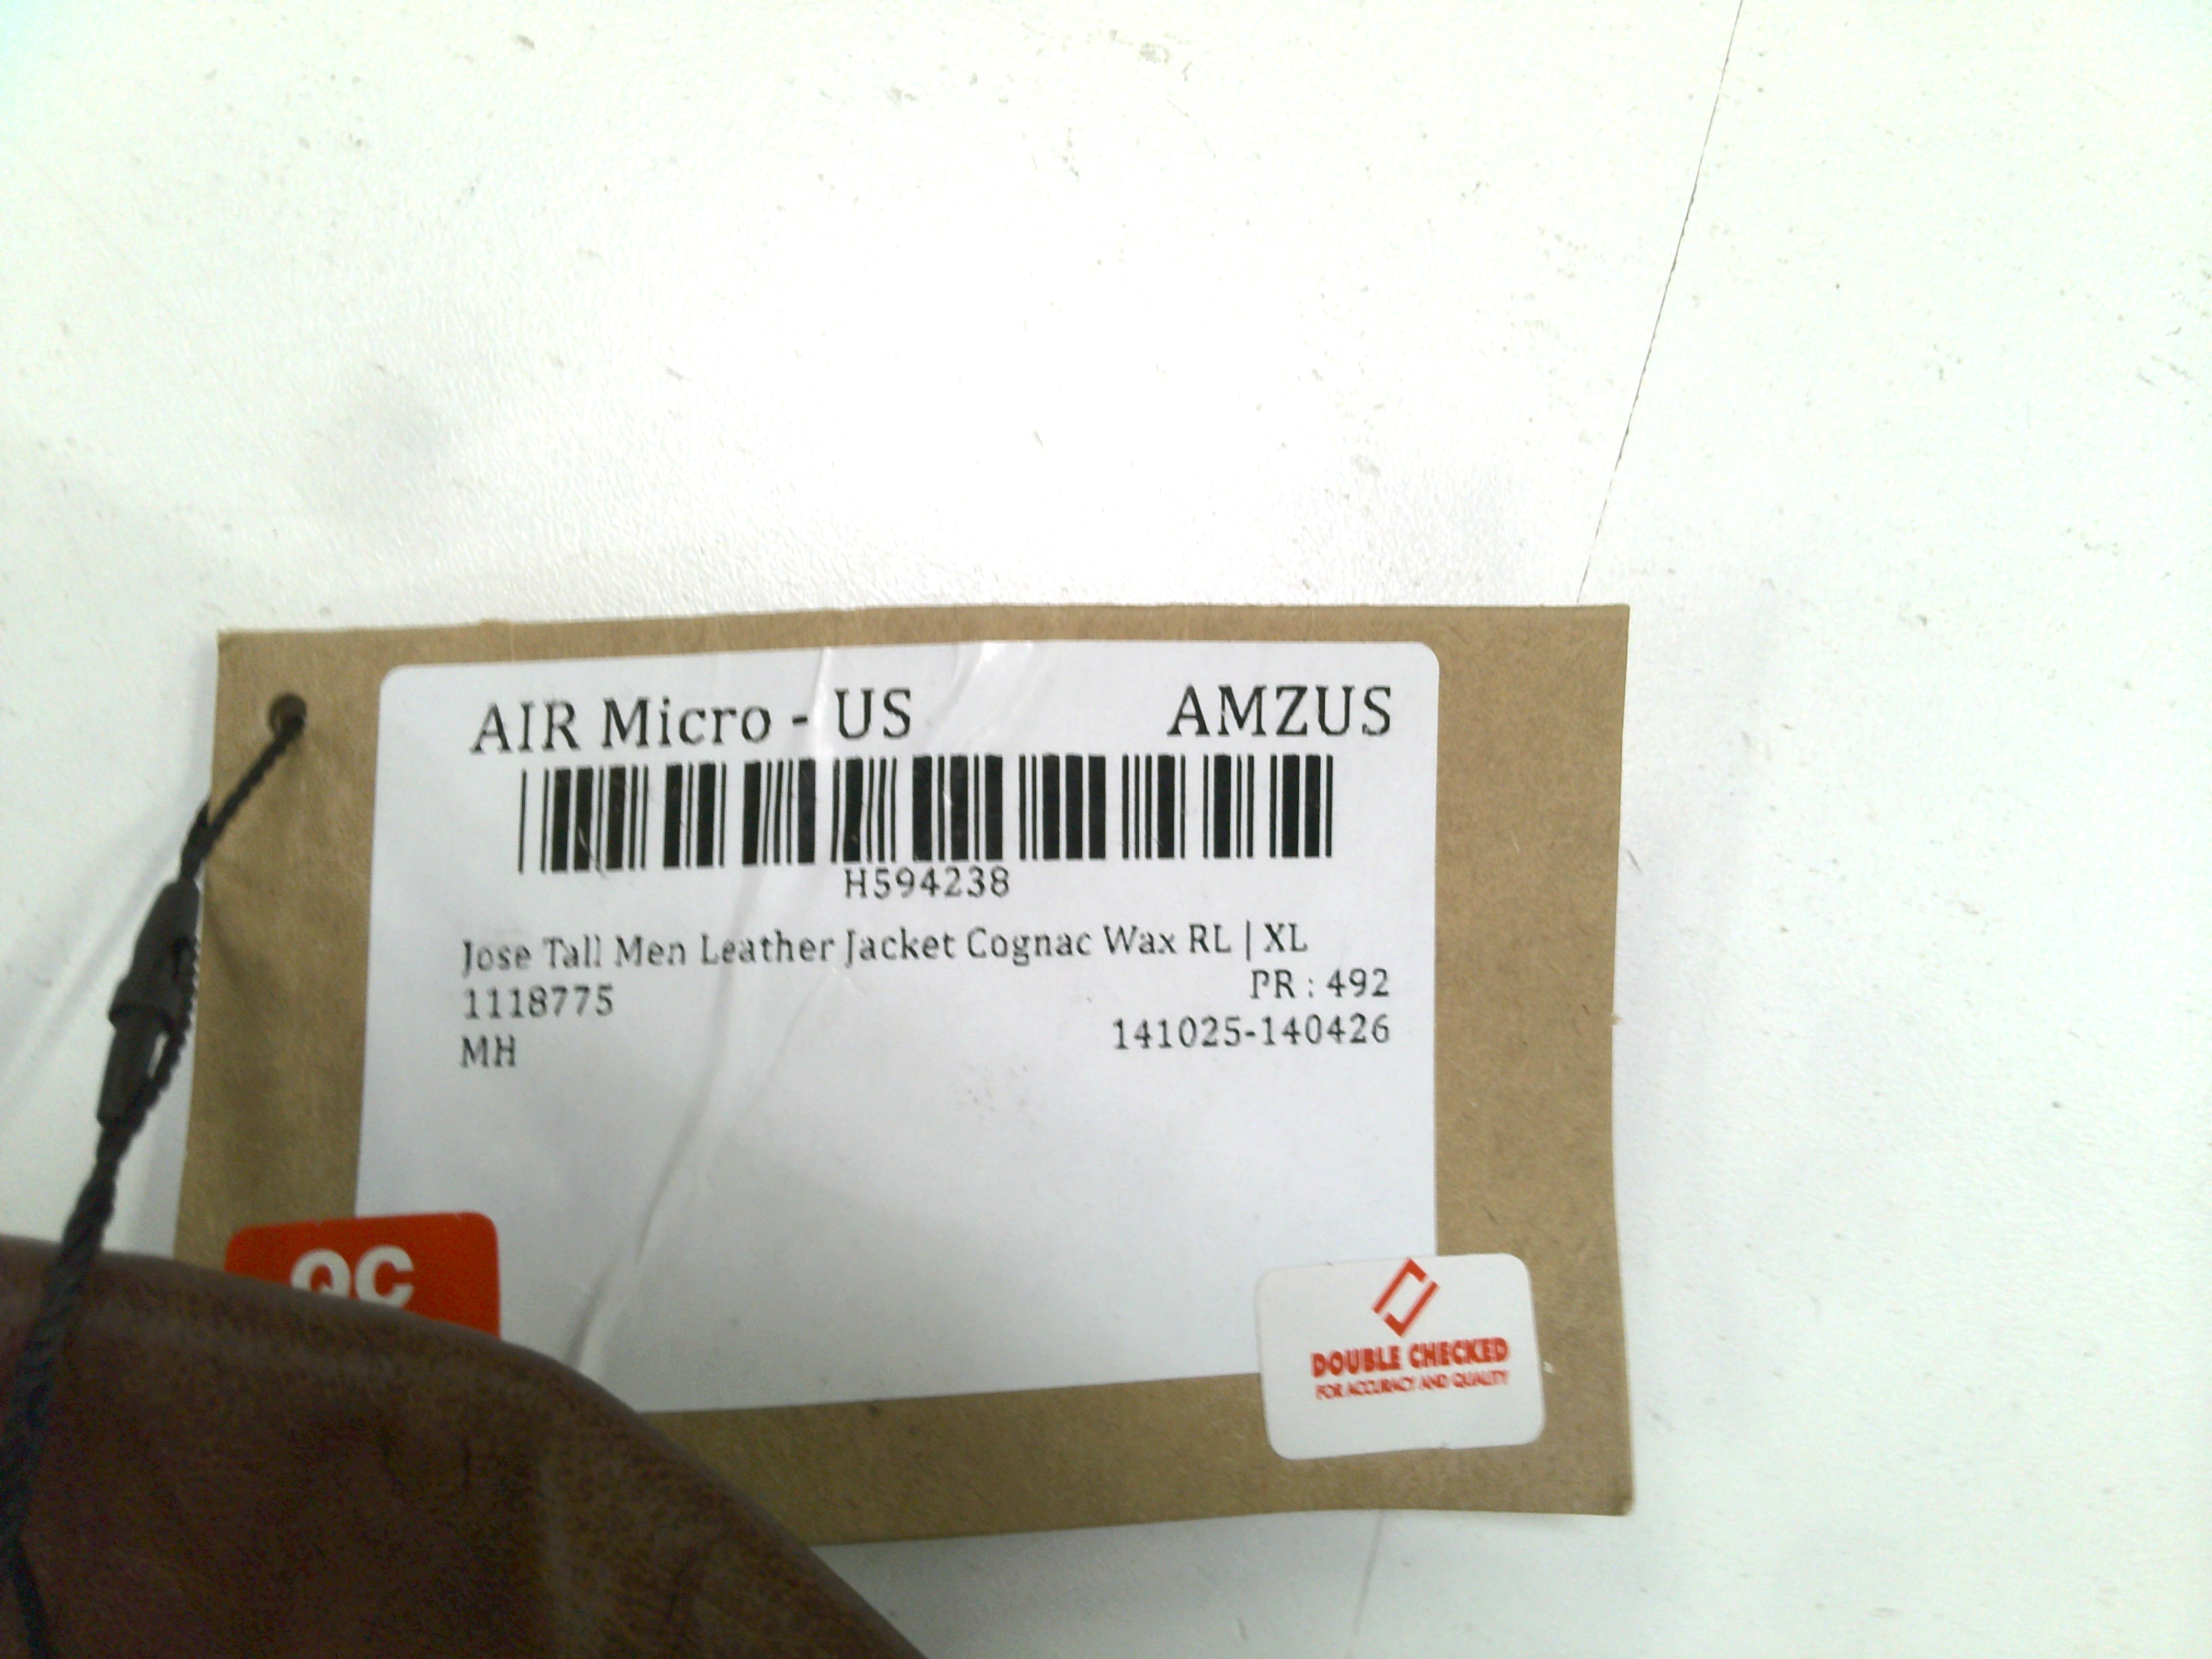 AIR Micro - US AMZUS
H594238
Jose Tall Men Leather Jacket Cognac Wax RL | XL
1118775 PR : 492
MH 141025-140426
QC
DOUBLE CHECKED
FOR ACCURACY AND QUALITY